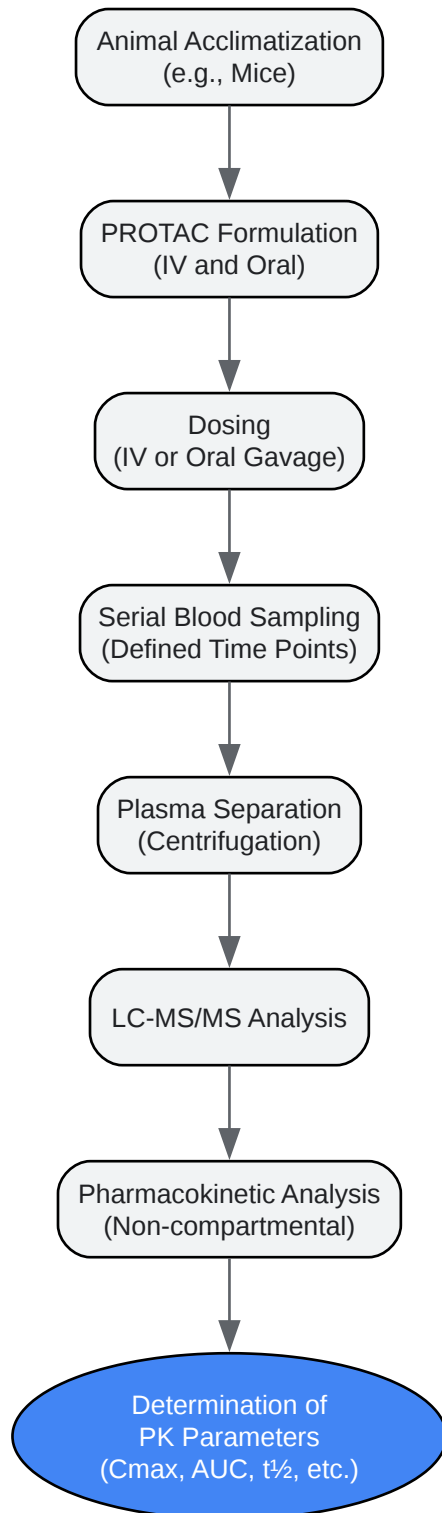 Animal Acclimatization
(e.g., Mice)
PROTAC Formulation
(IV and Oral)
Dosing
(IV or Oral Gavage)
Serial Blood Sampling
(Defined Time Points)
Plasma Separation
(Centrifugation)
LC-MS/MS Analysis
Pharmacokinetic Analysis
(Non-compartmental)
Determination of
PK Parameters
(Cmax, AUC, t½, etc.)